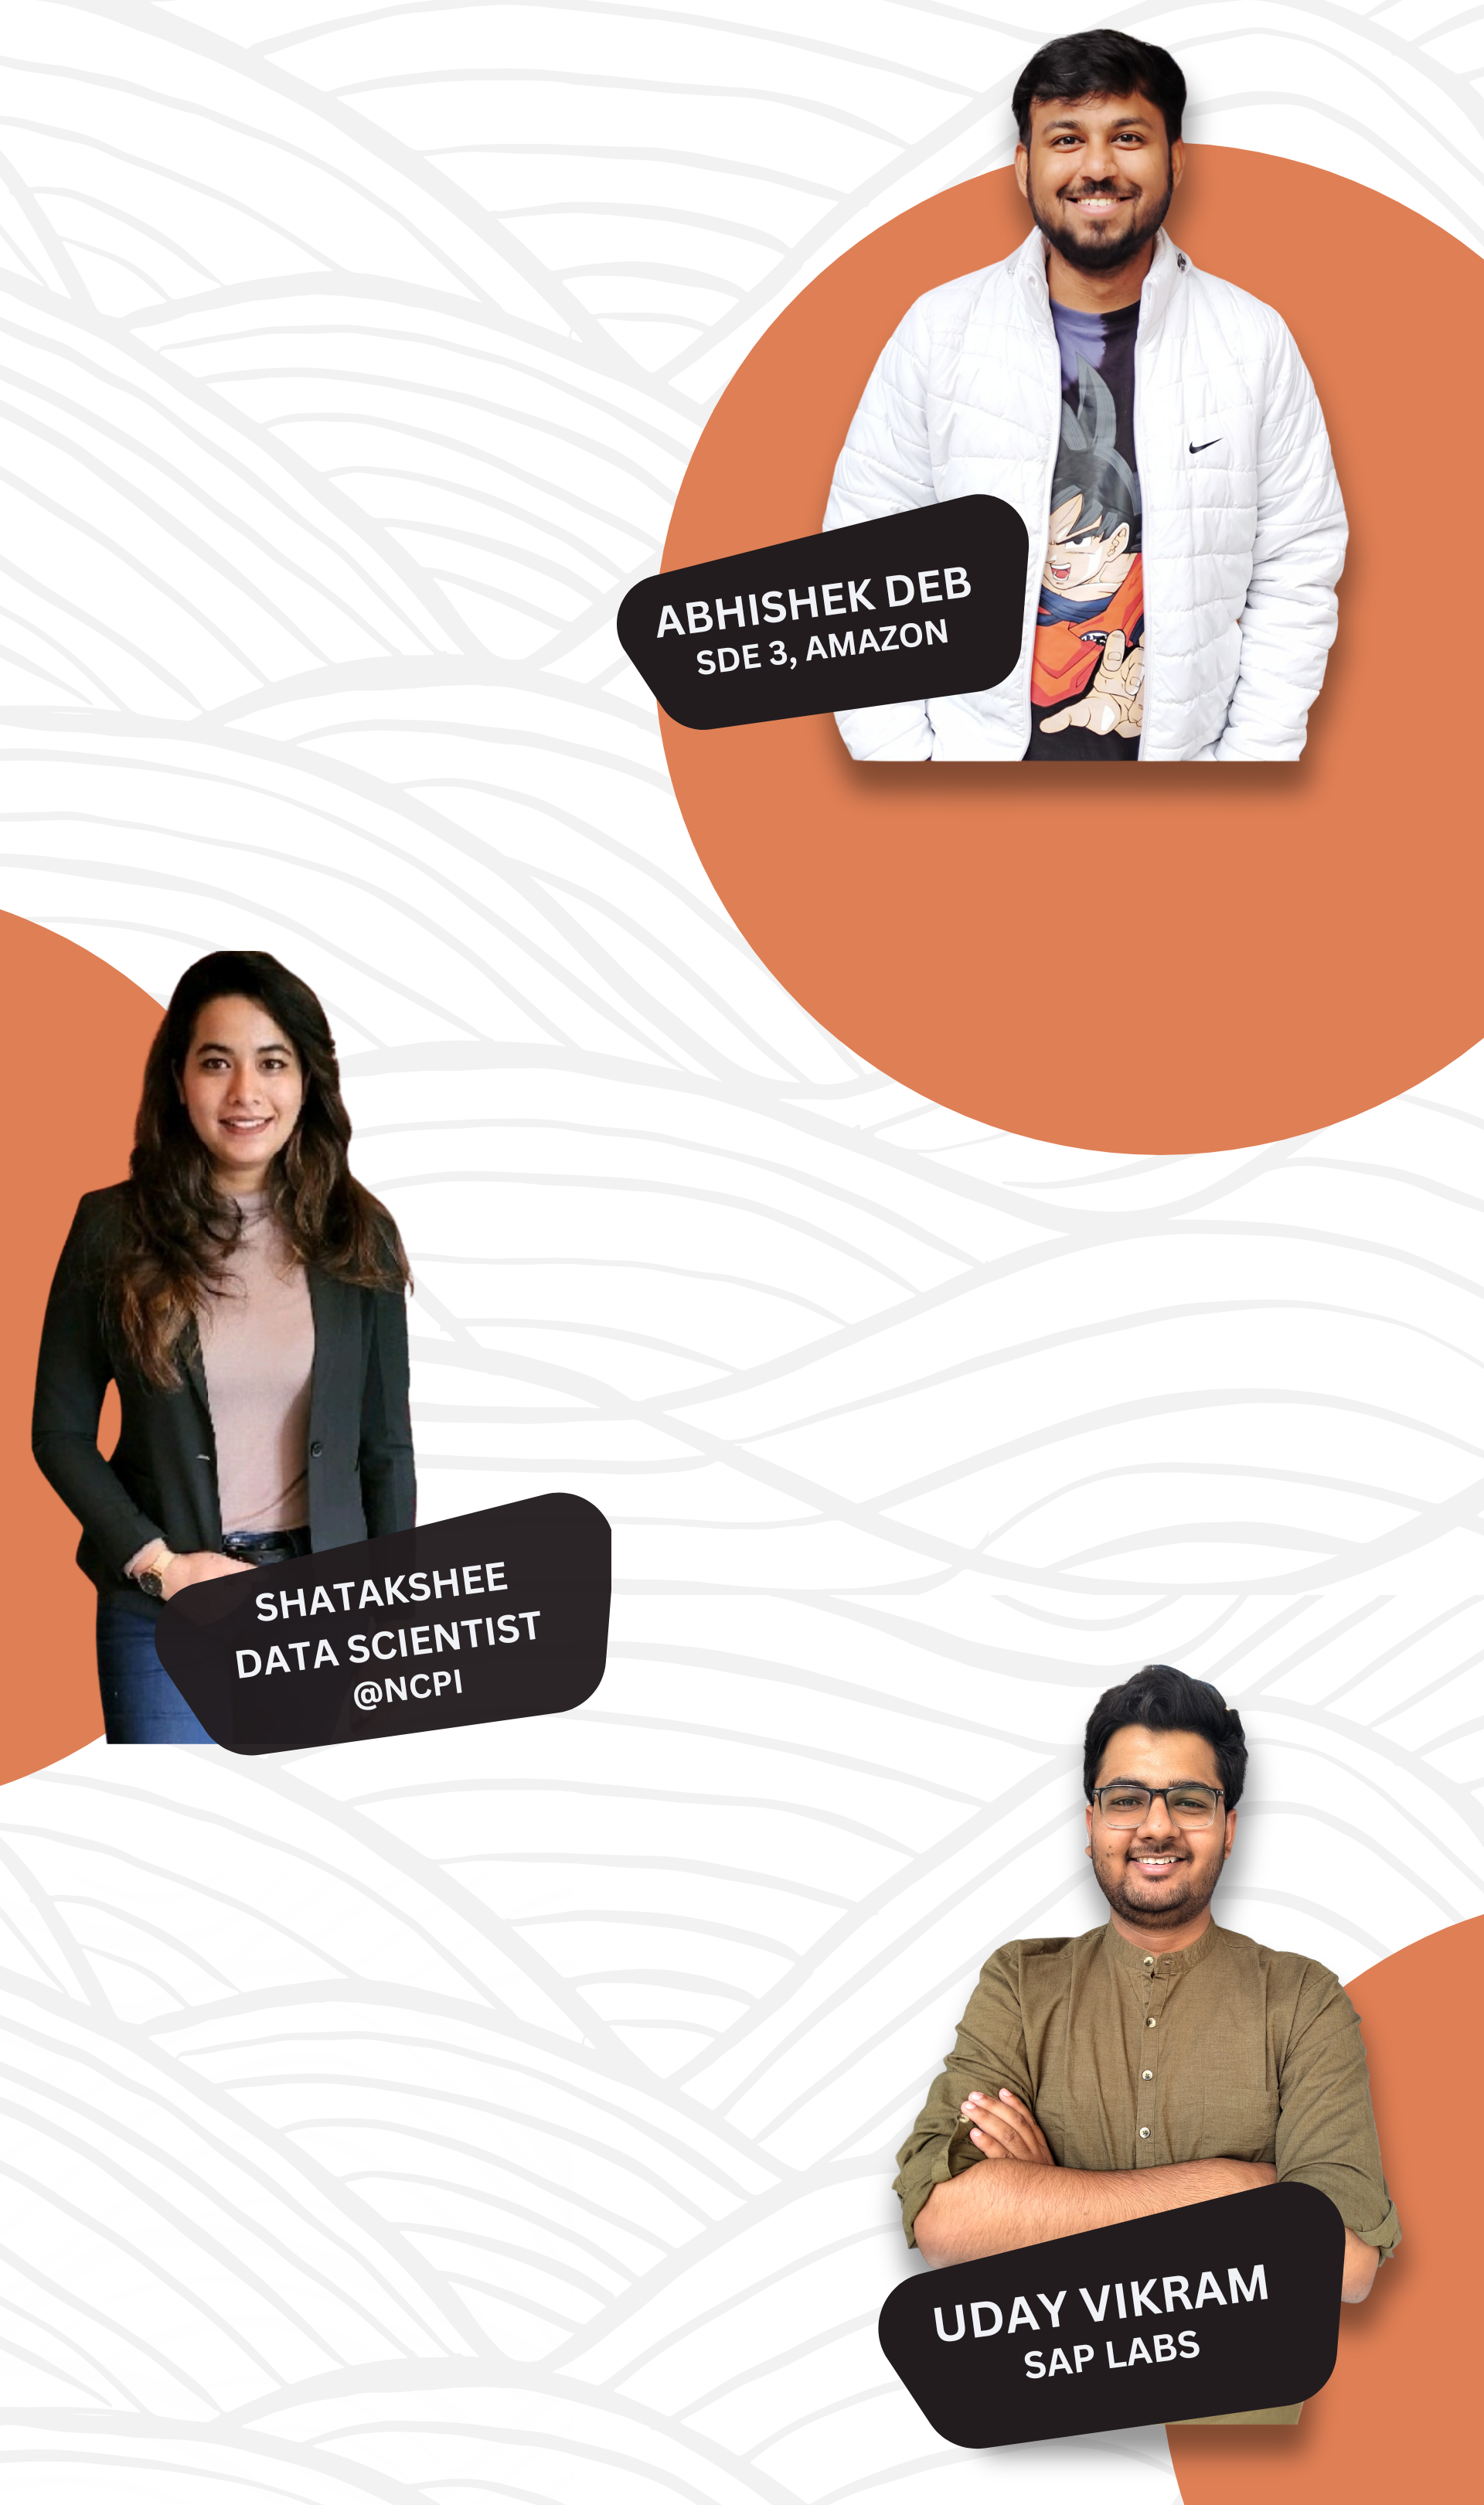 ABHISHEK DEB
SDE 3, AMAZON
SHATAKSHEE
DATA SCIENTIST
@NCPI
UDAY VIKRAM
SAP LABS